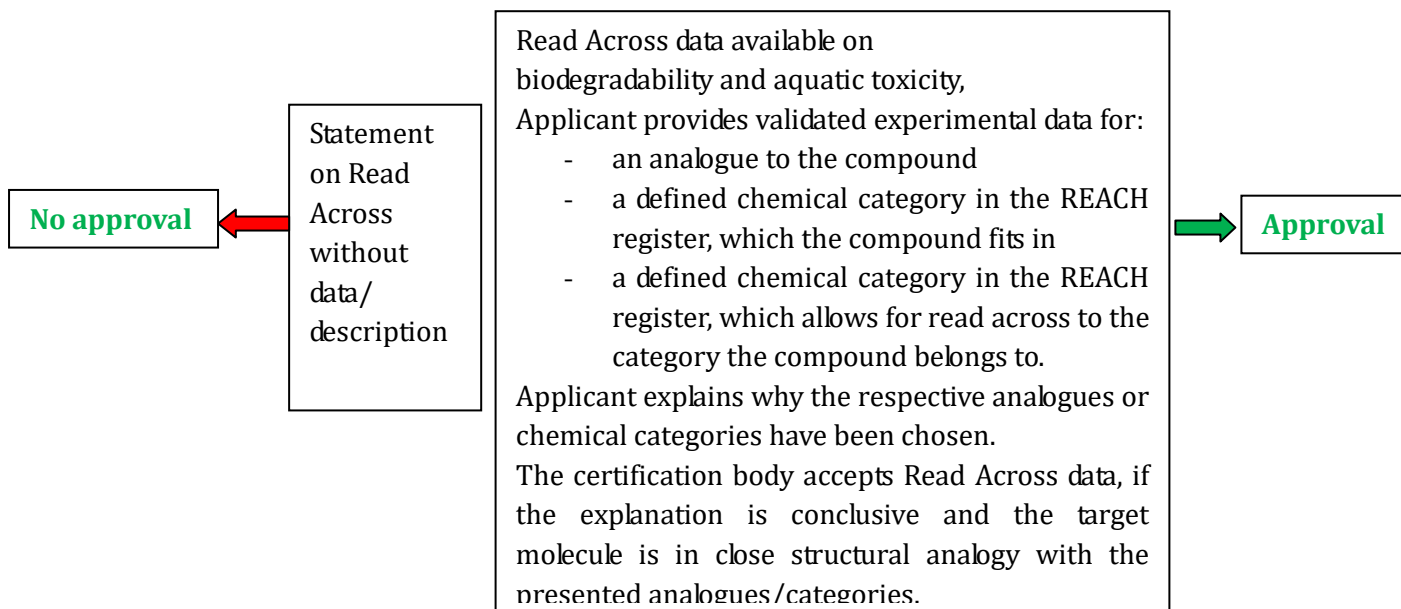 No approval
Statement
on Read
Across
without
data/
description
Read Across data available on
biodegradability and aquatic toxicity,
Applicant provides validated experimental data for:
- an analogue to the compound
- a defined chemical category in the REACH
register, which the compound fits in
- a defined chemical category in the REACH
register, which allows for read across to the
category the compound belongs to.
Applicant explains why the respective analogues or
chemical categories have been chosen.
The certification body accepts Read Across data, if
the explanation is conclusive and the target
molecule is in close structural analogy with the
presented analogues/categories.
Approval